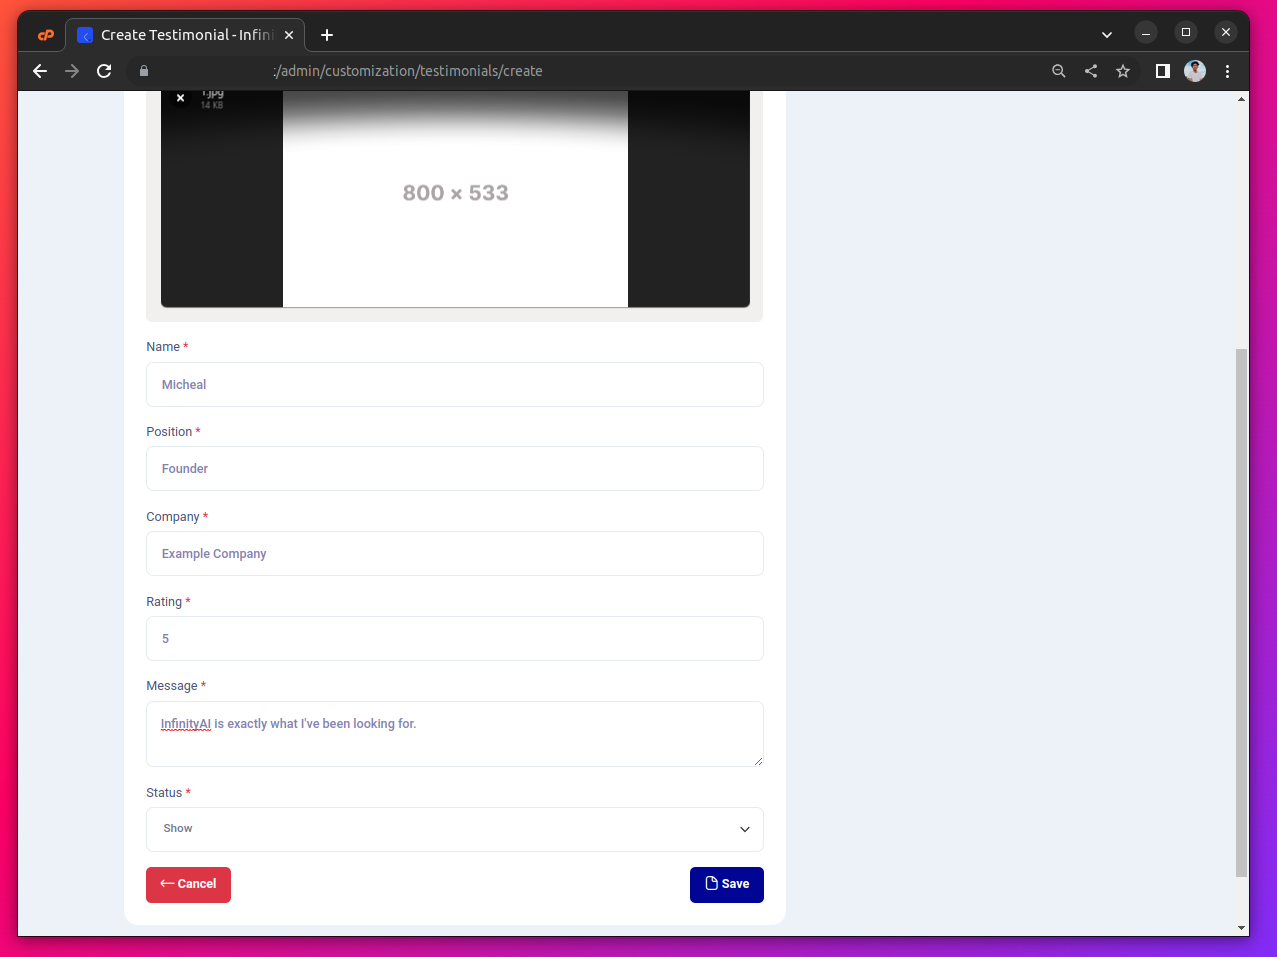 Create Testimonial - Infini
:/admin/customization/testimonials/create
1.jpg
14 KB
800 × 533
Name *
Micheal
Position *
Founder
Company *
Example Company
Rating *
5
Message *
InfinityAI is exactly what I've been looking for.
Status *
Show
Cancel
Save